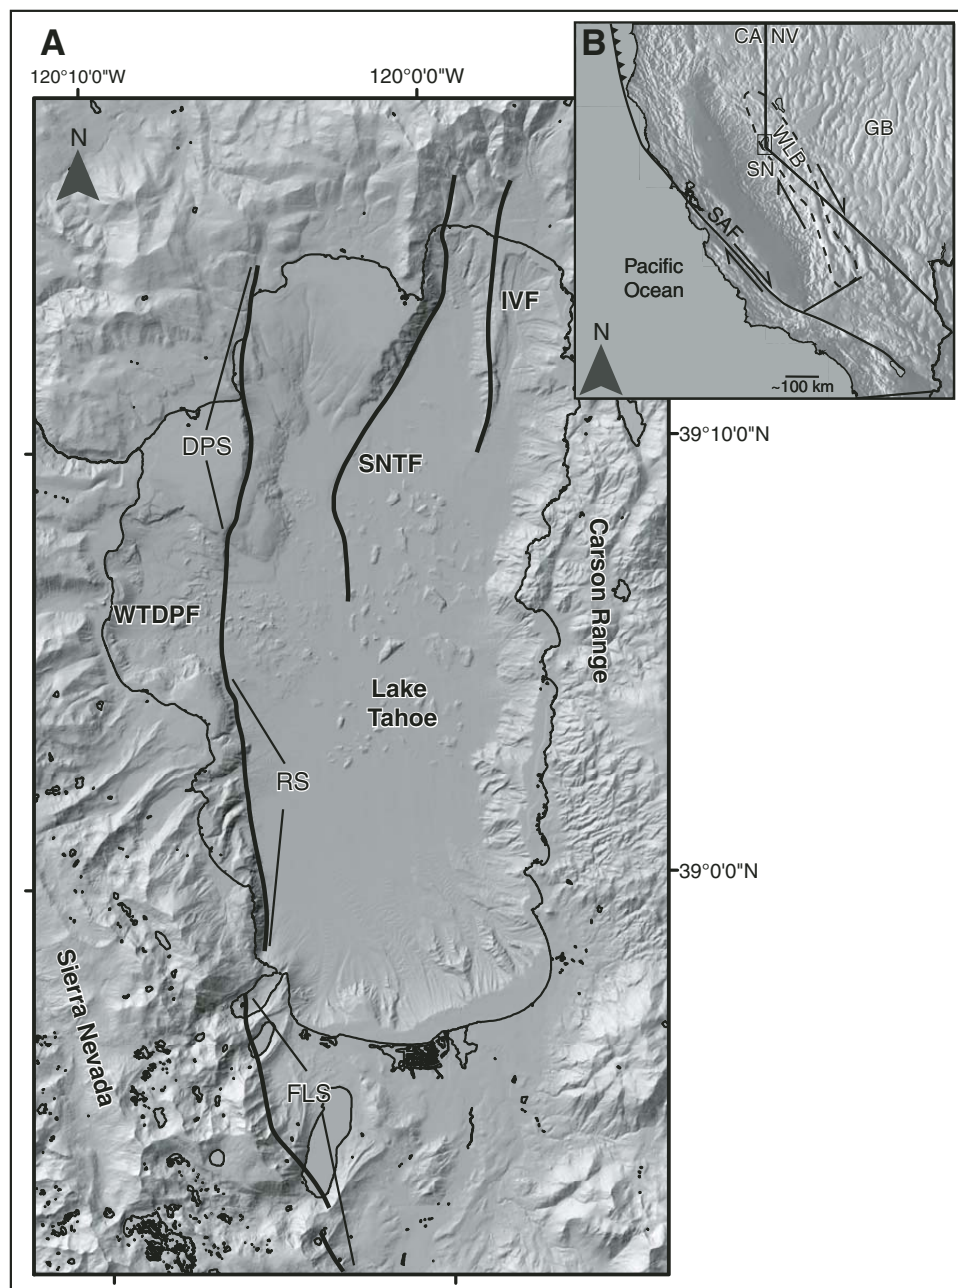 A
120°10'0"W
120°0'0"W
N
IVF
DPS
SNTF
39°10'0"N
WTDPF
Carson Range
Lake
Tahoe
RS
39°0'0"N
Sierra Nevada
FLS
B
CA NV
GB
WLB
SN
SAF
Pacific
Ocean
N
~100 km